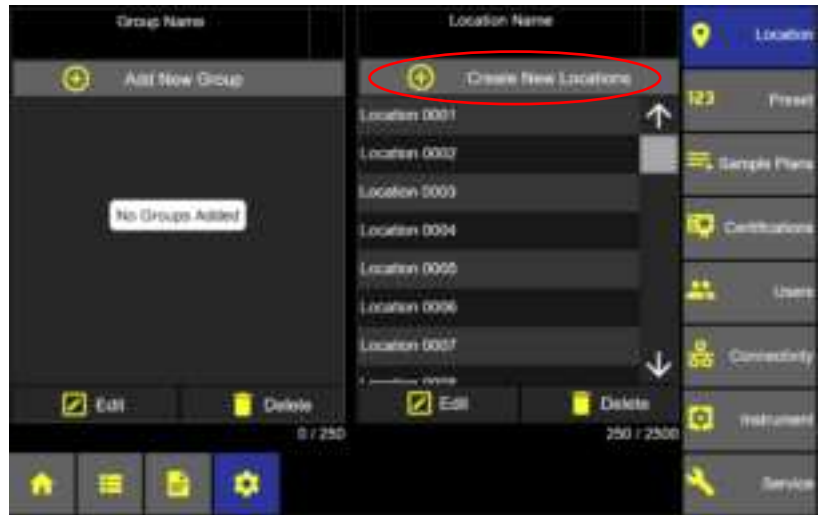 Group Name
Add New Group
No Groups Added
Edit
Delete
0 / 250
Location Name
Create New Locations
Location 0001
Location 0002
Location 0003
Location 0004
Location 0005
Location 0006
Location 0007
Edit
Delete
250 / 2500
Location
123 Preset
Sample Plans
Certifications
Users
Connectivity
Instrument
Service